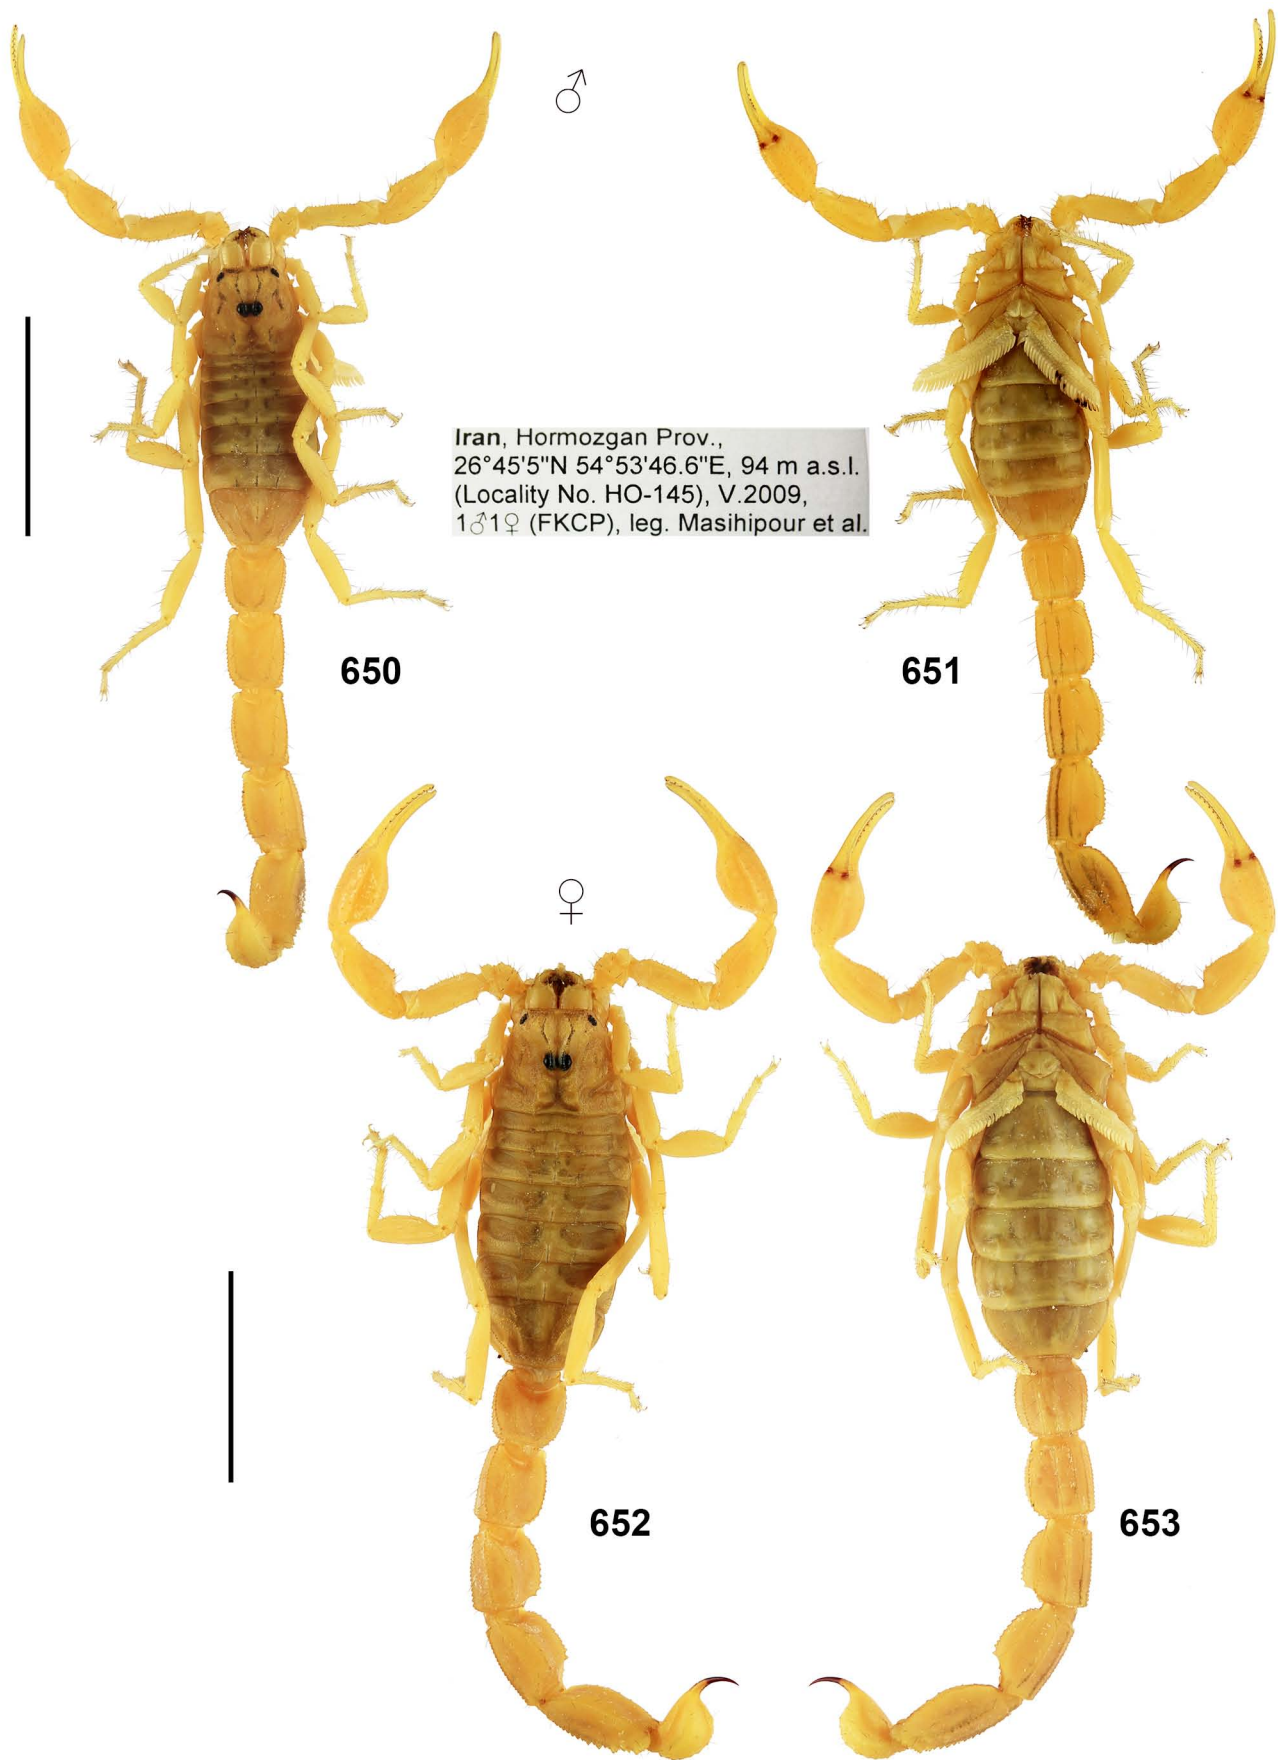 ♂
Iran, Hormozgan Prov.,
26°45'5"N 54°53'46.6"E, 94 m a.s.l.
(Locality No. HO-145), V.2009,
1♂1♀ (FKCP), leg. Masihipour et al.
650
651
♀
652
653